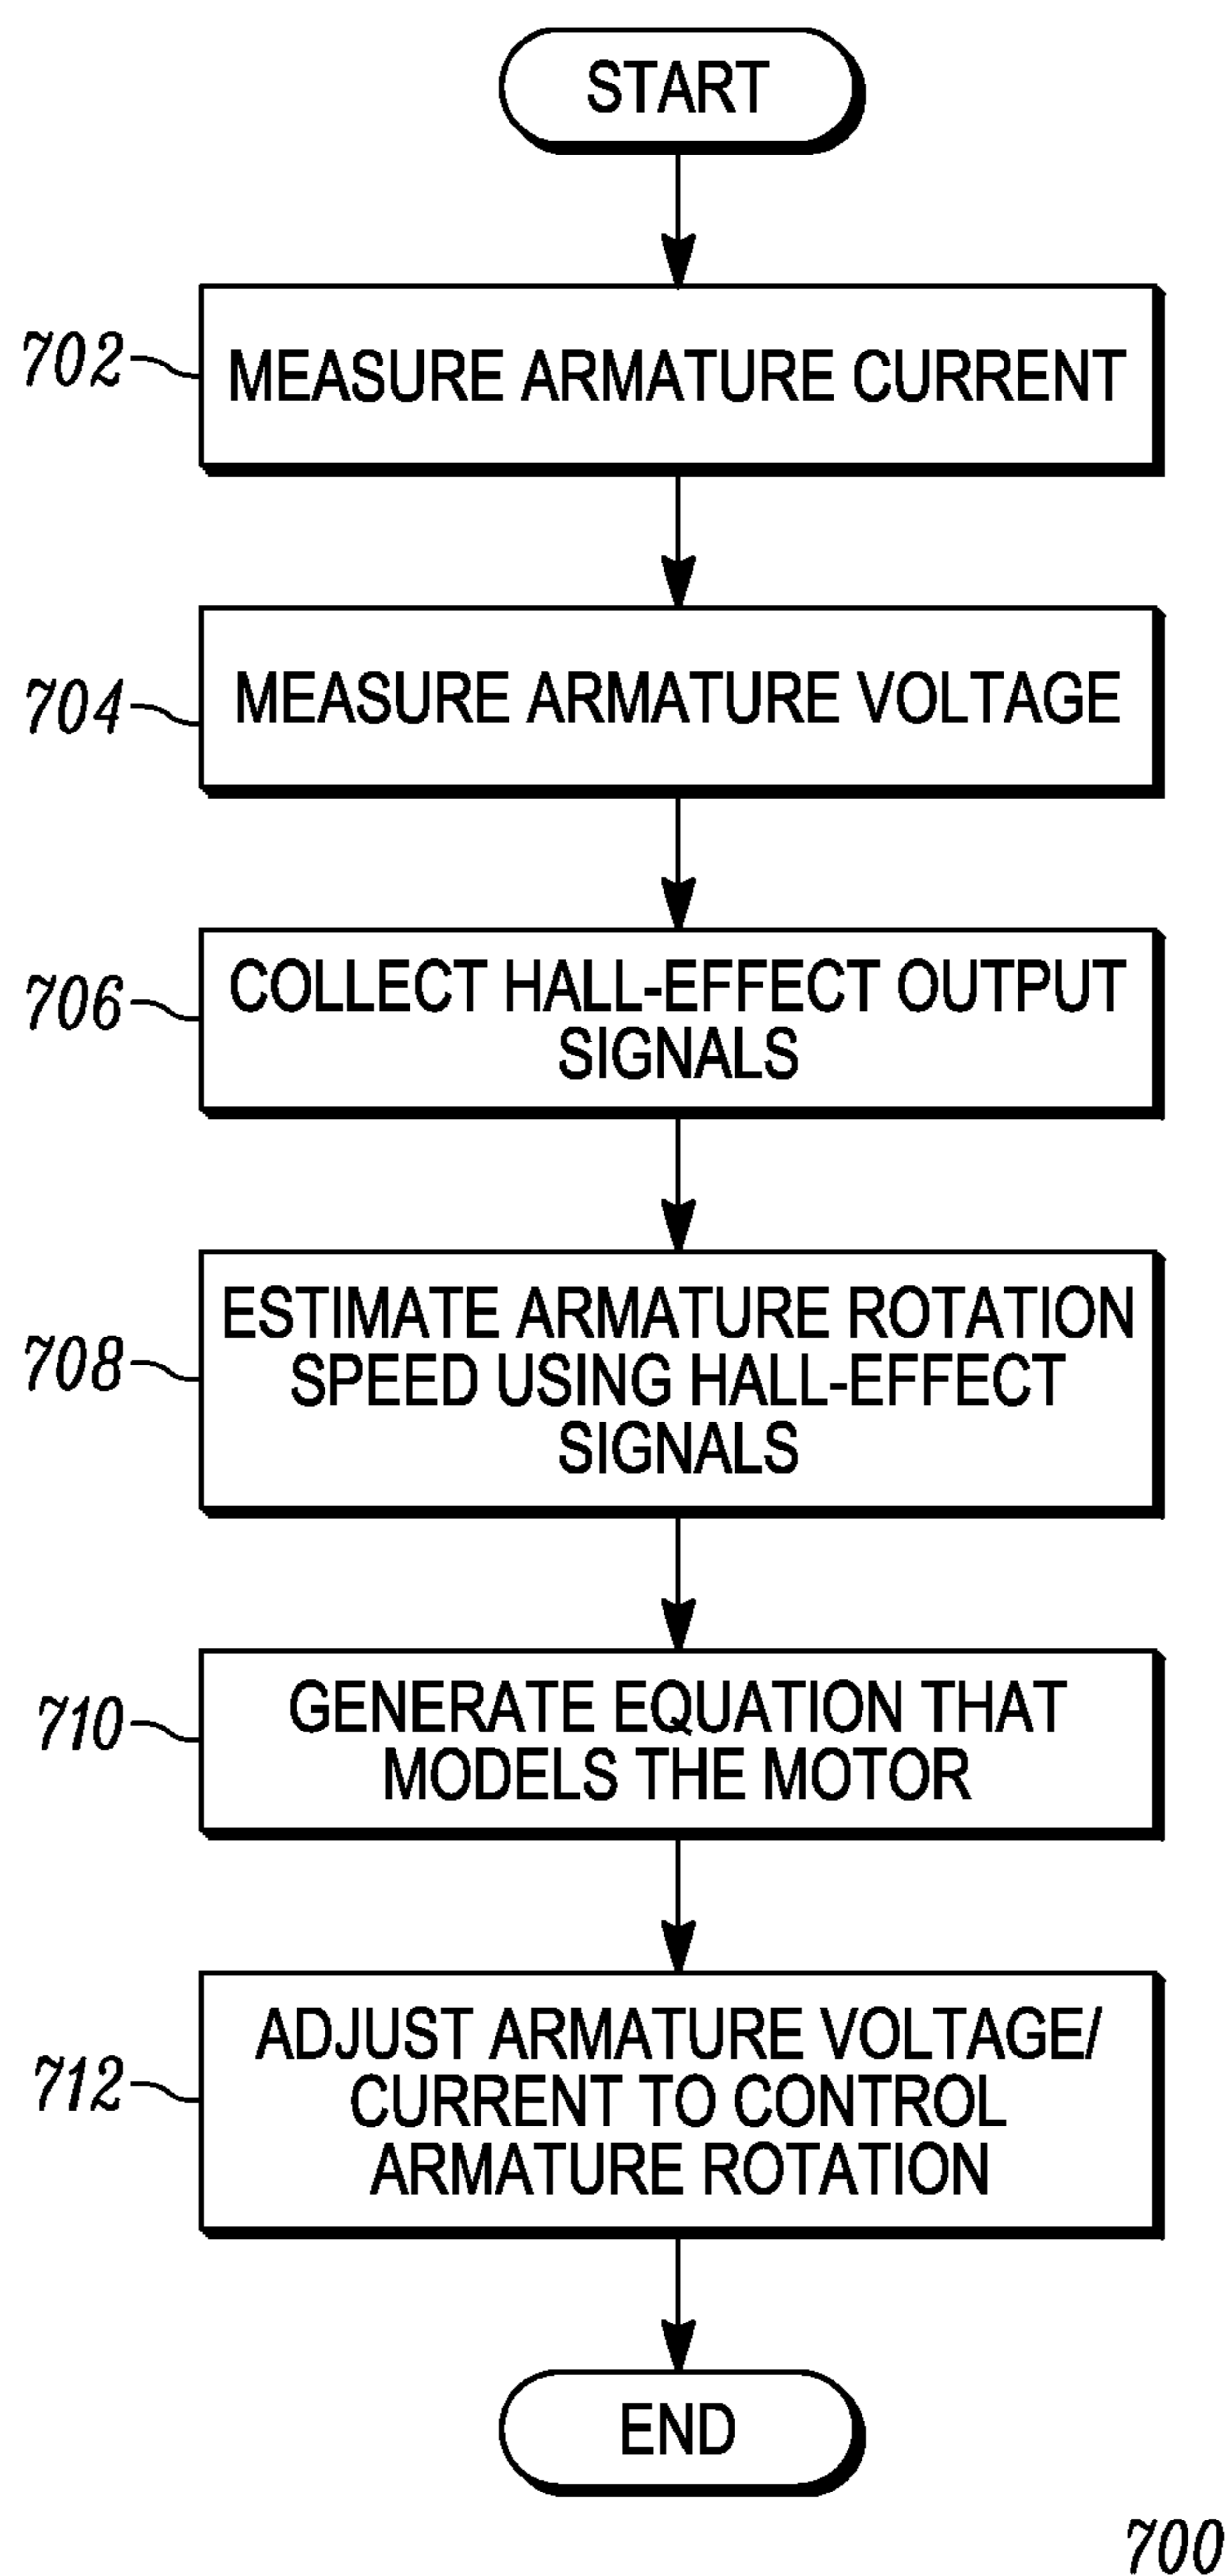 START
702
MEASURE ARMATURE CURRENT
704
MEASURE ARMATURE VOLTAGE
706
COLLECT HALL-EFFECT OUTPUT
SIGNALS
708
ESTIMATE ARMATURE ROTATION
SPEED USING HALL-EFFECT
SIGNALS
710
GENERATE EQUATION THAT
MODELS THE MOTOR
712
ADJUST ARMATURE VOLTAGE/
CURRENT TO CONTROL
ARMATURE ROTATION
END
700